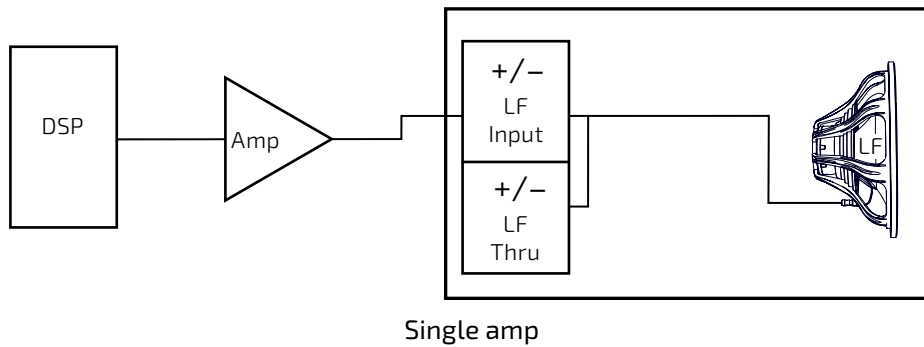 DSP
Amp
+/−
LF
Input
+/−
LF
Thru
LF
Single amp